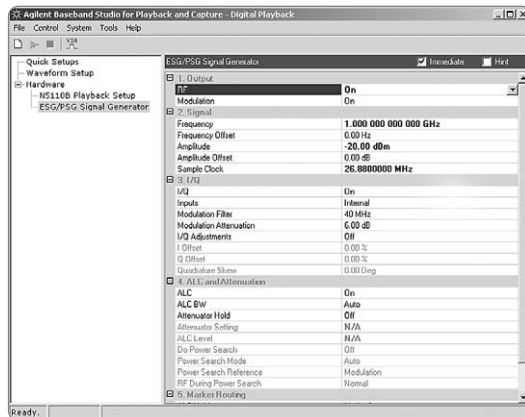 Agilent Baseband Studio for Playback and Capture - Digital Playback
File Control System Tools Help
VSA
Quick Setups
Waveform Setup
Hardware
N5110B Playback Setup
ESG/PSG Signal Generator
ESG/PSG Signal Generator Immediate Hint
1. Output
RF On
Modulation On
2. Signal
Frequency 1.000 000 000 000 GHz
Frequency Offset 0.00 Hz
Amplitude -20.00 dBm
Amplitude Offset 0.00 dB
Sample Clock 26.8800000 MHz
3. I/Q
I/Q On
Inputs Internal
Modulation Filter 40 MHz
Modulation Attenuation 6.00 dB
I/Q Adjustments Off
I Offset 0.00 %
Q Offset 0.00 %
Quadrature Skew 0.00 Deg
4. ALC and Attenuation
ALC On
ALC BW Auto
Attenuator Hold Off
Attenuator Setting N/A
ALC Level N/A
Do Power Search Off
Power Search Mode Auto
Power Search Reference Modulation
RF During Power Search Normal
5. Marker Routing
Ready.